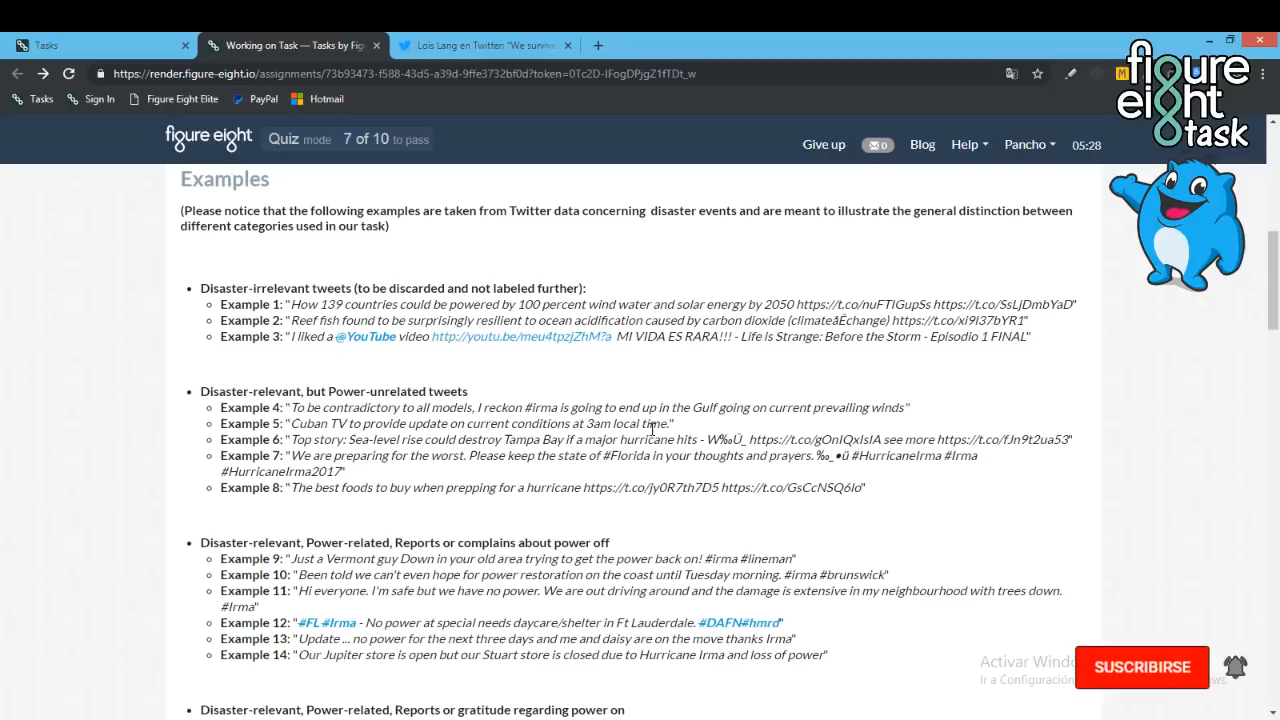 Tasks
Working on Task — Tasks by Fig
Lois Lang en Twitter: "We survive
https://render.figure-eight.io/assignments/73b93473-f588-43d5-a39d-9ffe3732bf0d?token=0Tc2D-IFogDPjgZ1fTDt_w
Tasks
Sign In
Figure Eight Elite
PayPal
Hotmail
figure eight task
figure eight
Quiz mode
7 of 10 to pass
Give up
0
Blog
Help
Pancho
05:28
Examples
(Please notice that the following examples are taken from Twitter data concerning disaster events and are meant to illustrate the general distinction between
different categories used in our task)
Disaster-irrelevant tweets (to be discarded and not labeled further):
Example 1: "How 139 countries could be powered by 100 percent wind water and solar energy by 2050 https://t.co/nuFTIGupSs https://t.co/SsLjDmbYaD"
Example 2: "Reef fish found to be surprisingly resilient to ocean acidification caused by carbon dioxide (climateåËchange) https://t.co/xi9l37bYR1"
Example 3: "I liked a @YouTube video http://youtu.be/meu4tpzjZhM?a MI VIDA ES RARA!!! - Life is Strange: Before the Storm - Episodio 1 FINAL"
Disaster-relevant, but Power-unrelated tweets
Example 4: "To be contradictory to all models, I reckon #irma is going to end up in the Gulf going on current prevailing winds"
Example 5: "Cuban TV to provide update on current conditions at 3am local time."
Example 6: "Top story: Sea-level rise could destroy Tampa Bay if a major hurricane hits - W‰Û_ https://t.co/gOnIQxIsIA see more https://t.co/fJn9t2ua53"
Example 7: "We are preparing for the worst. Please keep the state of #Florida in your thoughts and prayers. ‰_•ü #HurricaneIrma #Irma
#HurricaneIrma2017"
Example 8: "The best foods to buy when prepping for a hurricane https://t.co/jy0R7th7D5 https://t.co/GsCcNSQ6Io"
Disaster-relevant, Power-related, Reports or complains about power off
Example 9: "Just a Vermont guy Down in your old area trying to get the power back on! #irma #lineman"
Example 10: "Been told we can't even hope for power restoration on the coast until Tuesday morning. #irma #brunswick"
Example 11: "Hi everyone. I'm safe but we have no power. We are out driving around and the damage is extensive in my neighbourhood with trees down.
#Irma"
Example 12: "#FL #Irma - No power at special needs daycare/shelter in Ft Lauderdale. #DAFN#hmrd"
Example 13: "Update ... no power for the next three days and me and daisy are on the move thanks Irma"
Example 14: "Our Jupiter store is open but our Stuart store is closed due to Hurricane Irma and loss of power"
Activar Windo
Ir a Configuración
SUSCRIBIRSE
Disaster-relevant, Power-related, Reports or gratitude regarding power on